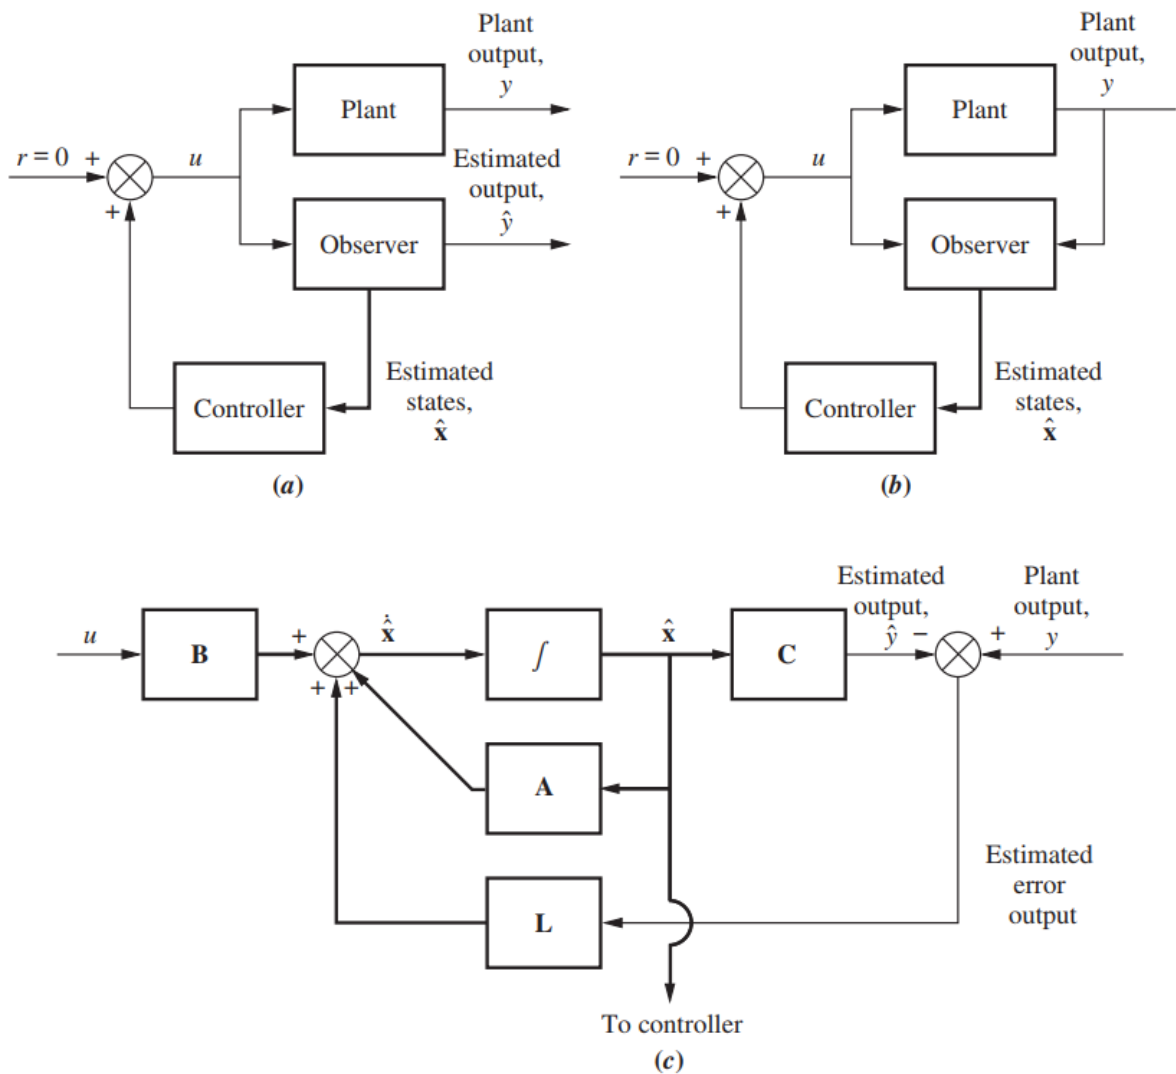 Plant
output,
y
Plant
r = 0
+
u
+
Estimated
output,
ŷ
Observer
Controller
Estimated
states,
x̂
(a)
Plant
output,
y
Plant
r = 0
+
u
+
Observer
Controller
Estimated
states,
x̂
(b)
u
B
+
+ +
x̂̇
∫
x̂
C
Estimated
output,
ŷ −
+
Plant
output,
y
A
L
Estimated
error
output
To controller
(c)